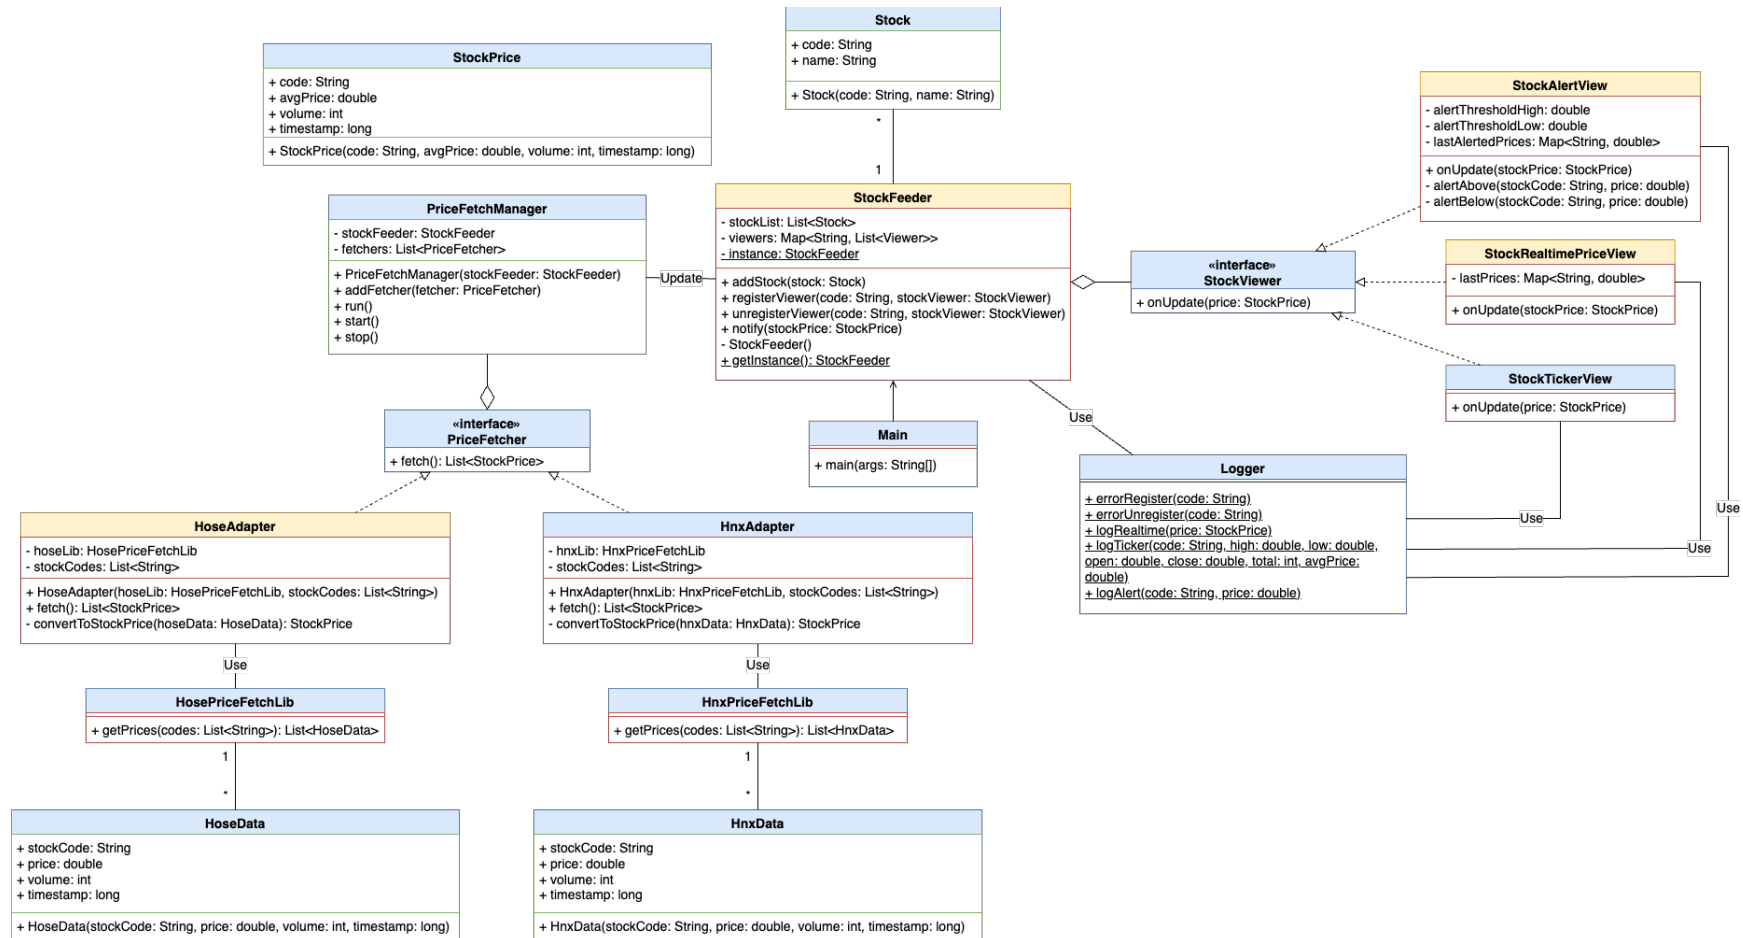 Stock
+ code: String
+ name: String
+ Stock(code: String, name: String)
StockPrice
+ code: String
+ avgPrice: double
+ volume: int
+ timestamp: long
+ StockPrice(code: String, avgPrice: double, volume: int, timestamp: long)
*
1
StockAlertView
- alertThresholdHigh: double
- alertThresholdLow: double
- lastAlertedPrices: Map<String, double>
+ onUpdate(stockPrice: StockPrice)
- alertAbove(stockCode: String, price: double)
- alertBelow(stockCode: String, price: double)
PriceFetchManager
- stockFeeder: StockFeeder
- fetchers: List<PriceFetcher>
+ PriceFetchManager(stockFeeder: StockFeeder)
+ addFetcher(fetcher: PriceFetcher)
+ run()
+ start()
+ stop()
Update
StockFeeder
- stockList: List<Stock>
- viewers: Map<String, List<Viewer>>
- instance: StockFeeder
+ addStock(stock: Stock)
+ registerViewer(code: String, stockViewer: StockViewer)
+ unregisterViewer(code: String, stockViewer: StockViewer)
+ notify(stockPrice: StockPrice)
- StockFeeder()
+ getInstance(): StockFeeder
«interface»
StockViewer
+ onUpdate(price: StockPrice)
StockRealtimePriceView
- lastPrices: Map<String, double>
+ onUpdate(stockPrice: StockPrice)
StockTickerView
+ onUpdate(price: StockPrice)
«interface»
PriceFetcher
+ fetch(): List<StockPrice>
Main
+ main(args: String[])
Use
Logger
+ errorRegister(code: String)
+ errorUnregister(code: String)
+ logRealtime(price: StockPrice)
+ logTicker(code: String, high: double, low: double,
open: double, close: double, total: int, avgPrice:
double)
+ logAlert(code: String, price: double)
Use
Use
Use
HoseAdapter
- hoseLib: HosePriceFetchLib
- stockCodes: List<String>
+ HoseAdapter(hoseLib: HosePriceFetchLib, stockCodes: List<String>)
+ fetch(): List<StockPrice>
- convertToStockPrice(hoseData: HoseData): StockPrice
HnxAdapter
- hnxLib: HnxPriceFetchLib
- stockCodes: List<String>
+ HnxAdapter(hnxLib: HnxPriceFetchLib, stockCodes: List<String>)
+ fetch(): List<StockPrice>
- convertToStockPrice(hnxData: HnxData): StockPrice
Use
Use
HosePriceFetchLib
+ getPrices(codes: List<String>): List<HoseData>
HnxPriceFetchLib
+ getPrices(codes: List<String>): List<HnxData>
1
*
1
*
HoseData
+ stockCode: String
+ price: double
+ volume: int
+ timestamp: long
+ HoseData(stockCode: String, price: double, volume: int, timestamp: long)
HnxData
+ stockCode: String
+ price: double
+ volume: int
+ timestamp: long
+ HnxData(stockCode: String, price: double, volume: int, timestamp: long)